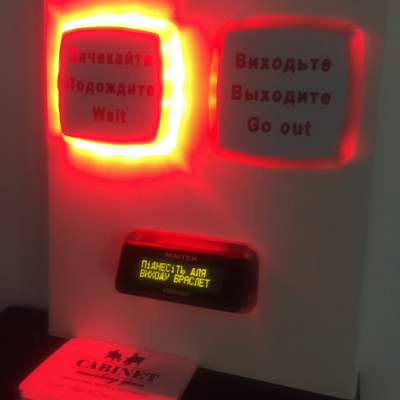 Зачекайте
Подождите
Wait
Виходьте
Выходите
Go out
MAITEK
ПіДНЕСіТЬ ДЛЯ
ВИХОДУ БРАСЛЕТ
CABINET